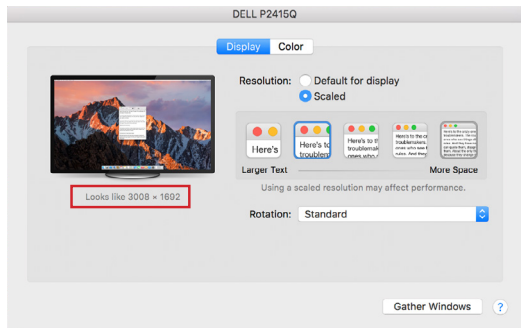 DELL P2415Q
Display Color
Resolution: Default for display
Scaled
Here's
Here's to
troublem
Here's to t
troublemak
ones who
Larger Text More Space
Using a scaled resolution may affect performance.
Looks like 3008 × 1692
Rotation: Standard
Gather Windows ?